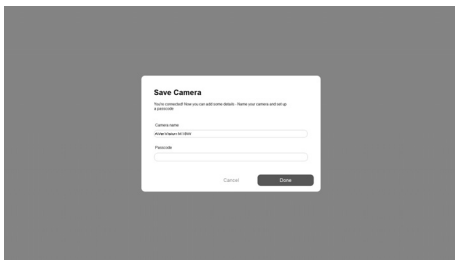 Save Camera
You're connected! Now you can add some details - Name your camera and set up
a passcode
Camera name
Passcode
Cancel
Done